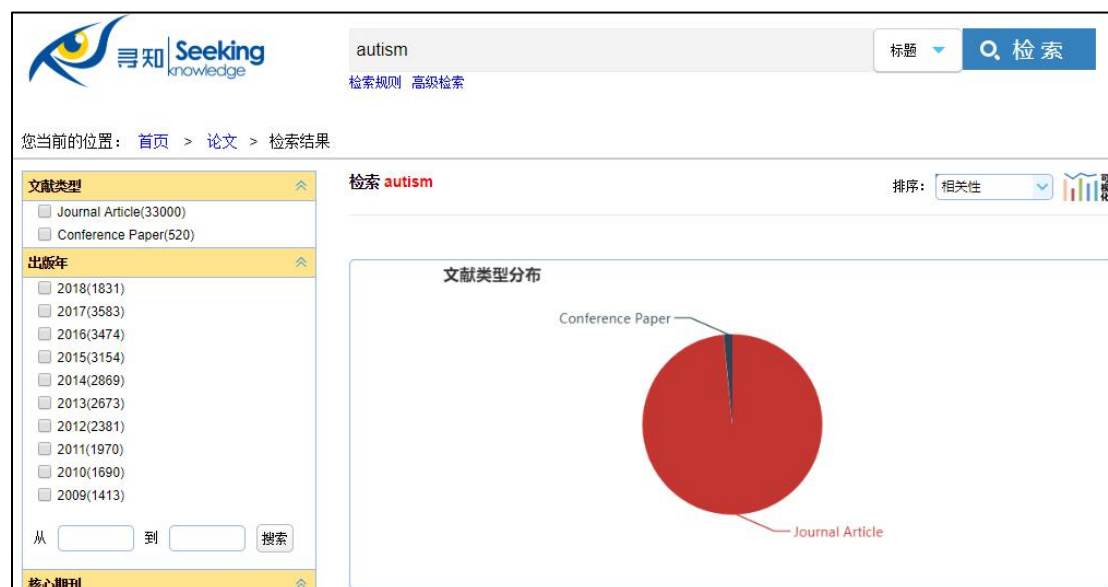 寻知 Seeking knowledge
autism
标题
检索
检索规则 高级检索
您当前的位置： 首页 > 论文 > 检索结果
文献类型
Journal Article(33000)
Conference Paper(520)
出版年
2018(1831)
2017(3583)
2016(3474)
2015(3154)
2014(2869)
2013(2673)
2012(2381)
2011(1970)
2010(1690)
2009(1413)
从 到 搜索
核心期刊
检索 autism
排序： 相关性
文献类型分布
Conference Paper
Journal Article